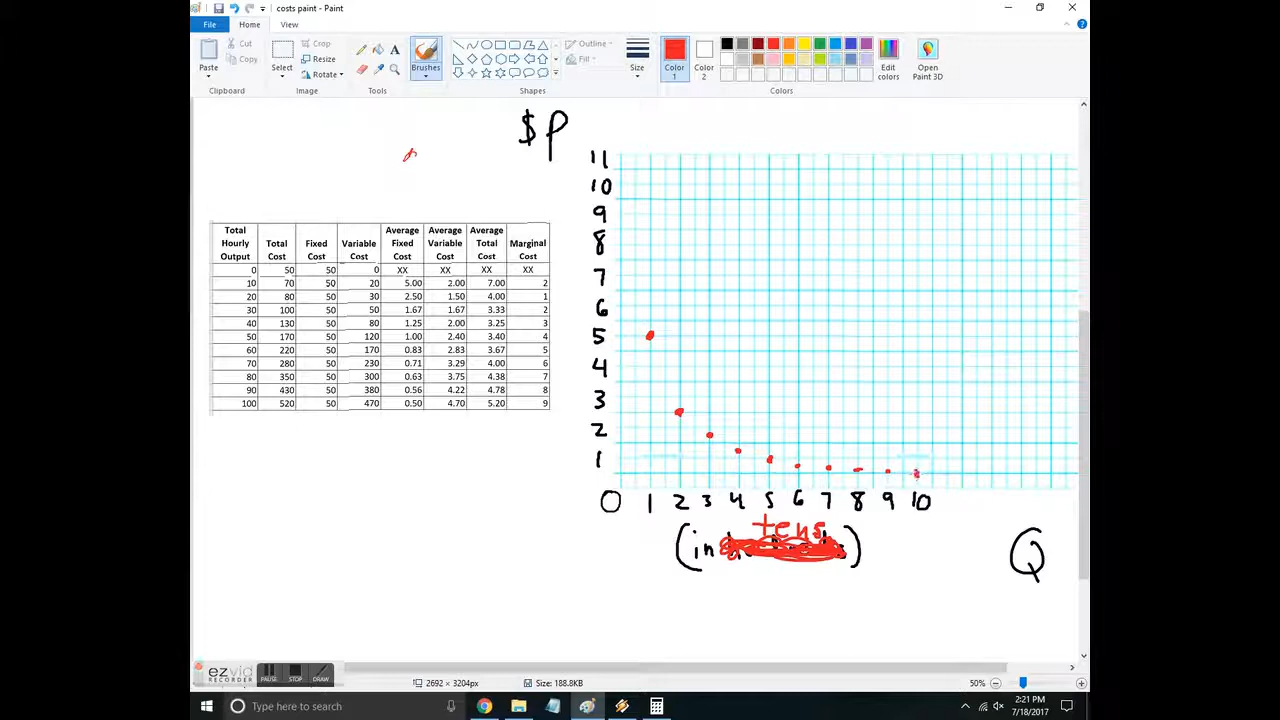 costs paint - Paint
File Home View
Paste Cut Copy Clipboard
Select Crop Resize Rotate Image
Tools
Brushes
Shapes Outline Fill
Size
Color 1 Color 2
Colors
Edit colors
Open Paint 3D
$P
11
10
9
8
7
6
5
4
3
2
1
0 1 2 3 4 5 6 7 8 9 10
tens
(in )
Q
Total Hourly Output Total Cost Fixed Cost Variable Cost Average Fixed Cost Average Variable Cost Average Total Cost Marginal Cost
0 50 50 0 XX XX XX XX
10 70 50 20 5.00 2.00 7.00 2
20 80 50 30 2.50 1.50 4.00 1
30 100 50 50 1.67 1.67 3.33 2
40 130 50 80 1.25 2.00 3.25 3
50 170 50 120 1.00 2.40 3.40 4
60 220 50 170 0.83 2.83 3.67 5
70 280 50 230 0.71 3.29 4.00 6
80 350 50 300 0.63 3.75 4.38 7
90 430 50 380 0.56 4.22 4.78 8
100 520 50 470 0.50 4.70 5.20 9
ezvid
RECORDER
PAUSE STOP DRAW
2692 × 3204px
Size: 188.8KB
50%
Type here to search
2:21 PM
7/18/2017